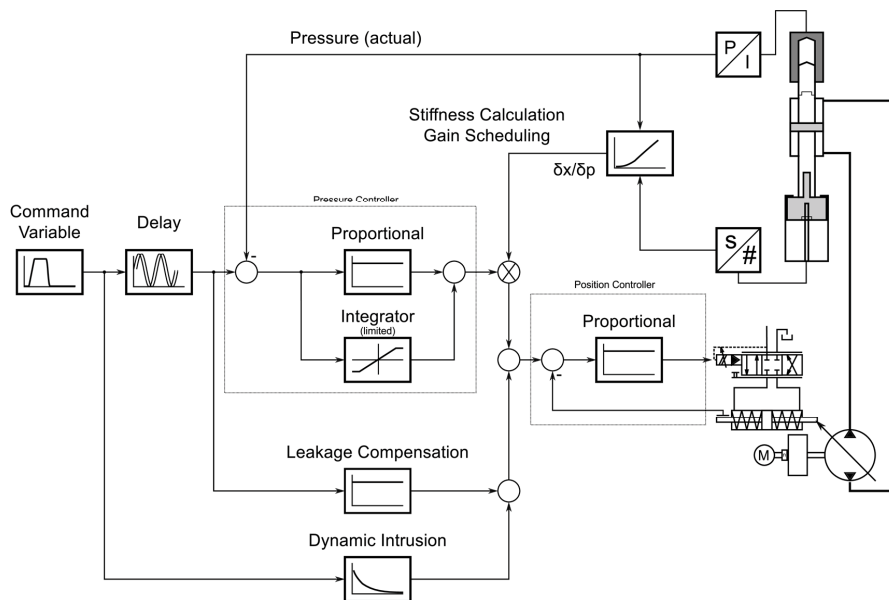 Pressure (actual)
P
I
Stiffness Calculation
Gain Scheduling
δx/δp
Pressure Controller
Command
Variable
Delay
-
Proportional
S
#
Integrator
(limited)
Position Controller
Proportional
-
Leakage Compensation
M
Dynamic Intrusion